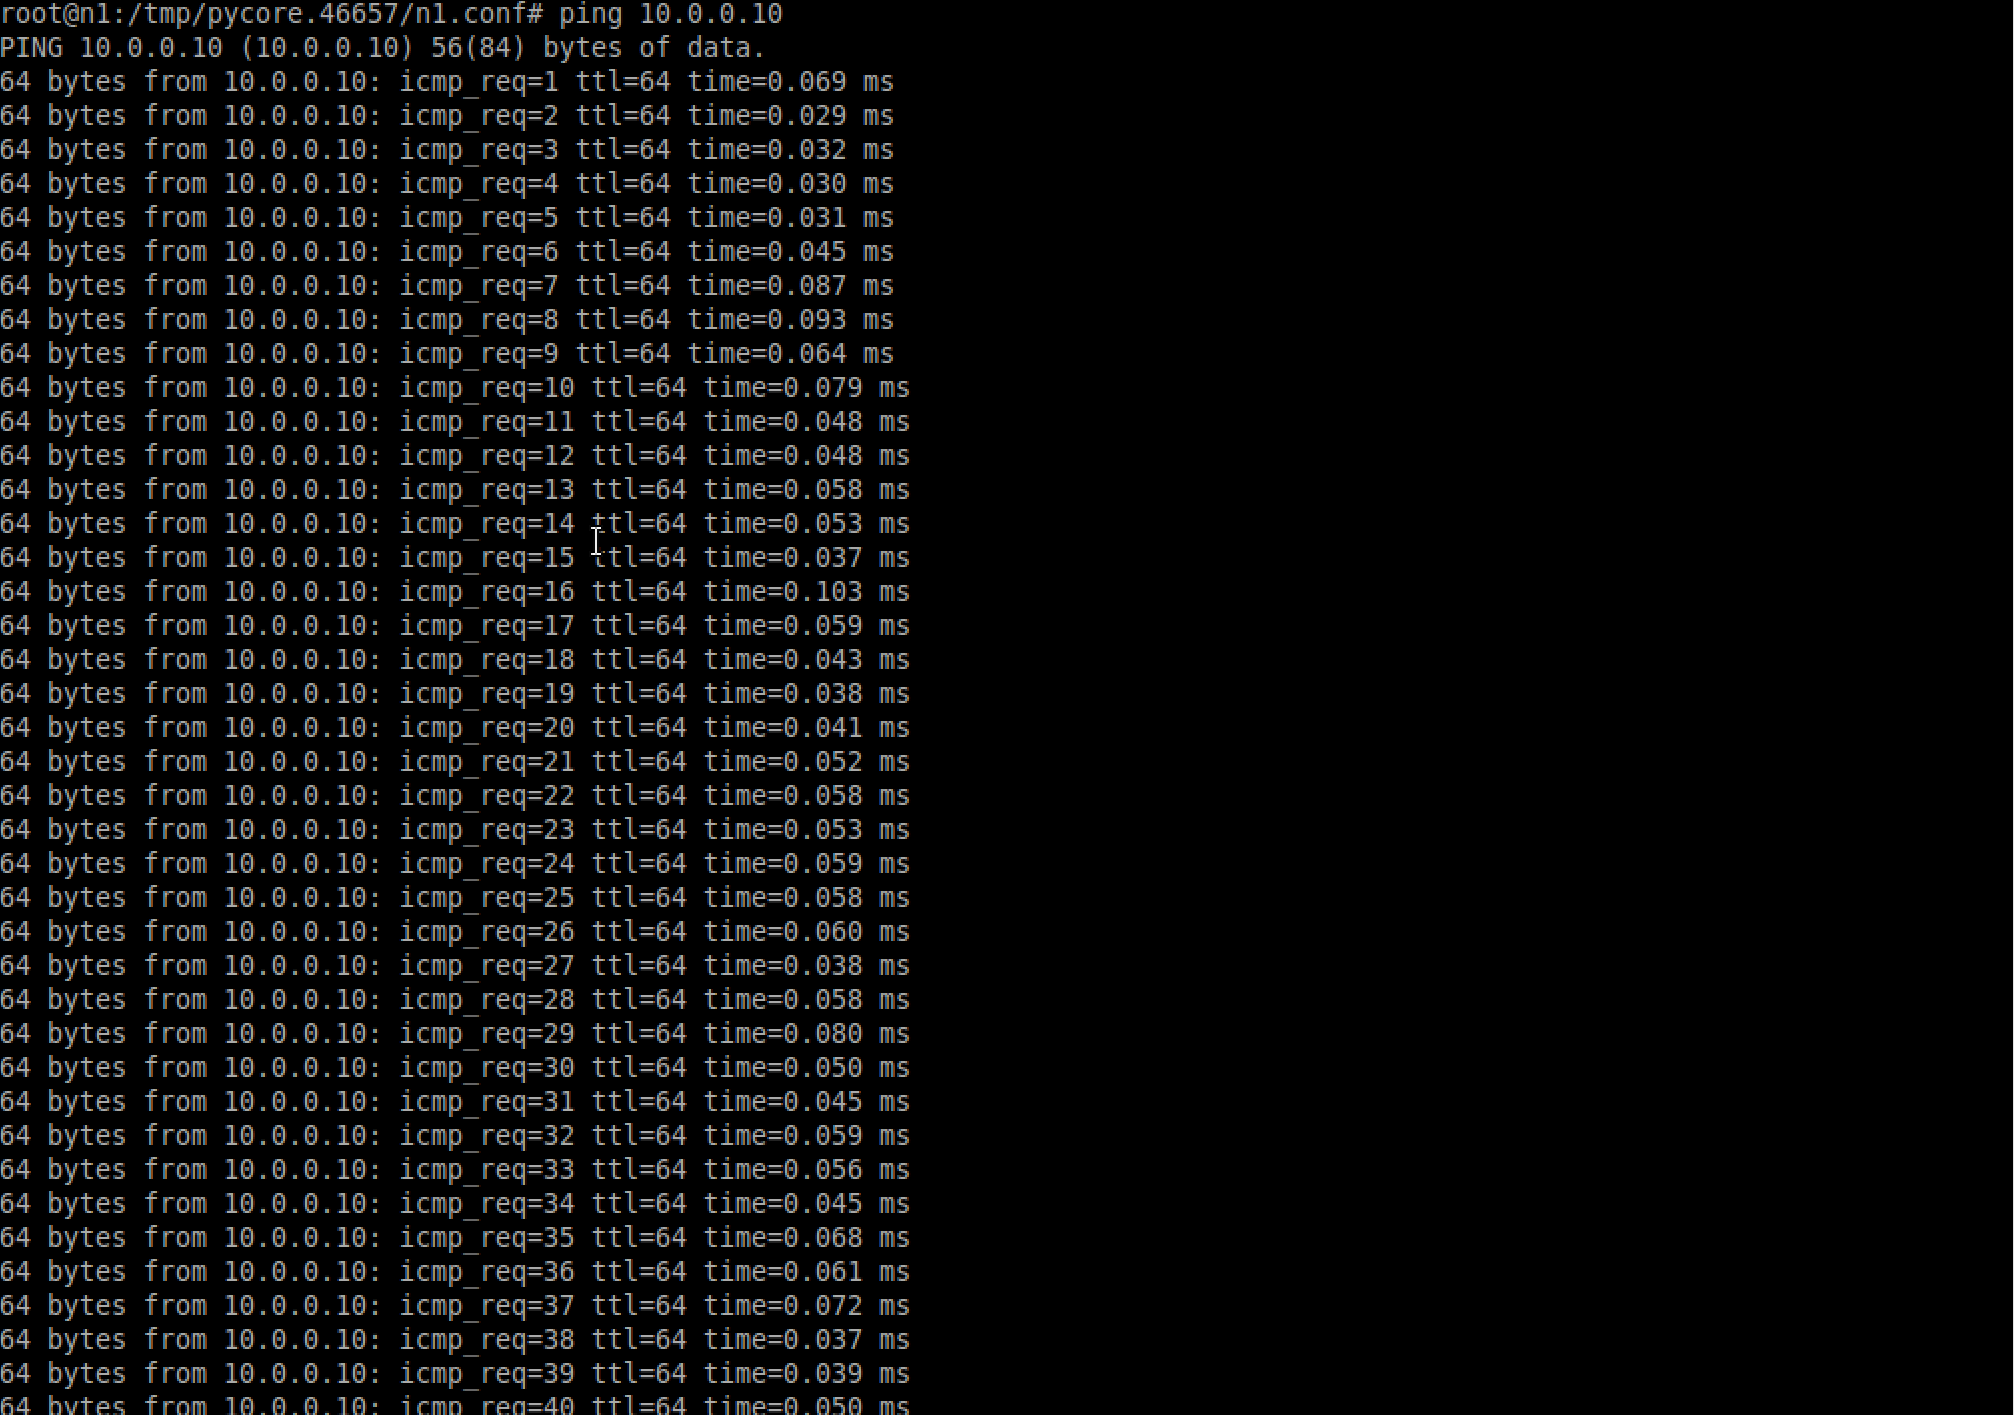 root@n1:/tmp/pycore.46657/n1.conf# ping 10.0.0.10
PING 10.0.0.10 (10.0.0.10) 56(84) bytes of data.
64 bytes from 10.0.0.10: icmp_req=1 ttl=64 time=0.069 ms
64 bytes from 10.0.0.10: icmp_req=2 ttl=64 time=0.029 ms
64 bytes from 10.0.0.10: icmp_req=3 ttl=64 time=0.032 ms
64 bytes from 10.0.0.10: icmp_req=4 ttl=64 time=0.030 ms
64 bytes from 10.0.0.10: icmp_req=5 ttl=64 time=0.031 ms
64 bytes from 10.0.0.10: icmp_req=6 ttl=64 time=0.045 ms
64 bytes from 10.0.0.10: icmp_req=7 ttl=64 time=0.087 ms
64 bytes from 10.0.0.10: icmp_req=8 ttl=64 time=0.093 ms
64 bytes from 10.0.0.10: icmp_req=9 ttl=64 time=0.064 ms
64 bytes from 10.0.0.10: icmp_req=10 ttl=64 time=0.079 ms
64 bytes from 10.0.0.10: icmp_req=11 ttl=64 time=0.048 ms
64 bytes from 10.0.0.10: icmp_req=12 ttl=64 time=0.048 ms
64 bytes from 10.0.0.10: icmp_req=13 ttl=64 time=0.058 ms
64 bytes from 10.0.0.10: icmp_req=14 ttl=64 time=0.053 ms
64 bytes from 10.0.0.10: icmp_req=15 ttl=64 time=0.037 ms
64 bytes from 10.0.0.10: icmp_req=16 ttl=64 time=0.103 ms
64 bytes from 10.0.0.10: icmp_req=17 ttl=64 time=0.059 ms
64 bytes from 10.0.0.10: icmp_req=18 ttl=64 time=0.043 ms
64 bytes from 10.0.0.10: icmp_req=19 ttl=64 time=0.038 ms
64 bytes from 10.0.0.10: icmp_req=20 ttl=64 time=0.041 ms
64 bytes from 10.0.0.10: icmp_req=21 ttl=64 time=0.052 ms
64 bytes from 10.0.0.10: icmp_req=22 ttl=64 time=0.058 ms
64 bytes from 10.0.0.10: icmp_req=23 ttl=64 time=0.053 ms
64 bytes from 10.0.0.10: icmp_req=24 ttl=64 time=0.059 ms
64 bytes from 10.0.0.10: icmp_req=25 ttl=64 time=0.058 ms
64 bytes from 10.0.0.10: icmp_req=26 ttl=64 time=0.060 ms
64 bytes from 10.0.0.10: icmp_req=27 ttl=64 time=0.038 ms
64 bytes from 10.0.0.10: icmp_req=28 ttl=64 time=0.058 ms
64 bytes from 10.0.0.10: icmp_req=29 ttl=64 time=0.080 ms
64 bytes from 10.0.0.10: icmp_req=30 ttl=64 time=0.050 ms
64 bytes from 10.0.0.10: icmp_req=31 ttl=64 time=0.045 ms
64 bytes from 10.0.0.10: icmp_req=32 ttl=64 time=0.059 ms
64 bytes from 10.0.0.10: icmp_req=33 ttl=64 time=0.056 ms
64 bytes from 10.0.0.10: icmp_req=34 ttl=64 time=0.045 ms
64 bytes from 10.0.0.10: icmp_req=35 ttl=64 time=0.068 ms
64 bytes from 10.0.0.10: icmp_req=36 ttl=64 time=0.061 ms
64 bytes from 10.0.0.10: icmp_req=37 ttl=64 time=0.072 ms
64 bytes from 10.0.0.10: icmp_req=38 ttl=64 time=0.037 ms
64 bytes from 10.0.0.10: icmp_req=39 ttl=64 time=0.039 ms
64 bytes from 10.0.0.10: icmp_req=40 ttl=64 time=0.050 ms